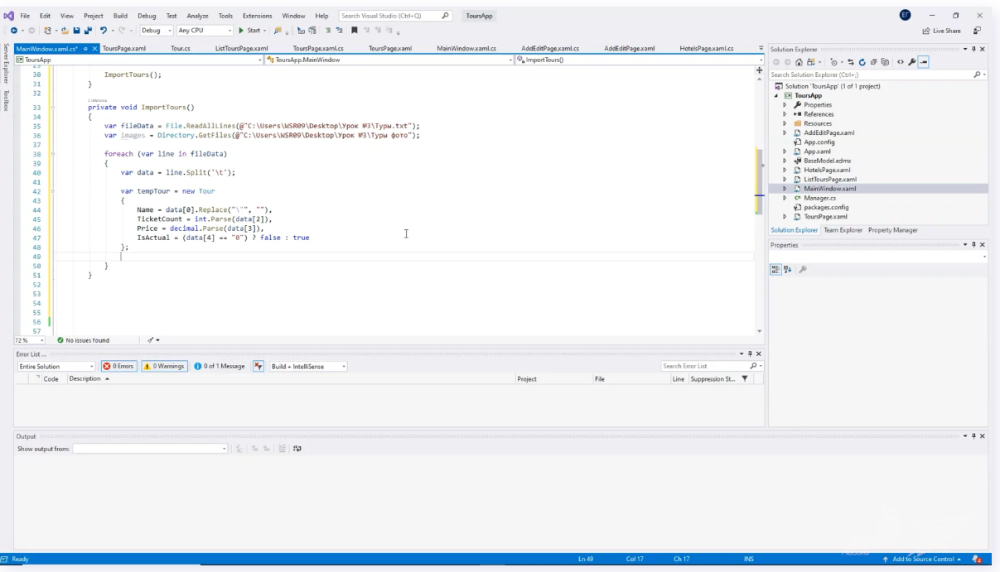 File Edit View Project Build Debug Test Analyze Tools Extensions Window Help Search Visual Studio (Ctrl+Q) ToursApp ЕГ
Debug Any CPU Start Live Share
MainWindow.xaml.cs* ToursPage.xaml Tour.cs ListToursPage.xaml ToursPage.xaml.cs ToursPage.xaml MainWindow.xaml.cs AddEditPage.xaml.cs AddEditPage.xaml HotelsPage.xaml.cs
ToursApp ToursApp.MainWindow ImportTours()
Server Explorer Toolbox
29
30 ImportTours();
31 }
32
1 reference
33 private void ImportTours()
34 {
35 var fileData = File.ReadAllLines(@"C:\Users\WSR09\Desktop\Урок №3\Туры.txt");
36 var images = Directory.GetFiles(@"C:\Users\WSR09\Desktop\Урок №3\Туры фото");
37
38 foreach (var line in fileData)
39 {
40 var data = line.Split('\t');
41
42 var tempTour = new Tour
43 {
44 Name = data[0].Replace("\"", ""),
45 TicketCount = int.Parse(data[2]),
46 Price = decimal.Parse(data[3]),
47 IsActual = (data[4] == "0") ? false : true
48 };
49
50 }
51 }
52
53
54
55
56
57
72 % No issues found
Solution Explorer
Search Solution Explorer (Ctrl+;)
Solution 'ToursApp' (1 of 1 project)
ToursApp
Properties
References
Resources
AddEditPage.xaml
App.config
App.xaml
BaseModel.edmx
HotelsPage.xaml
ListToursPage.xaml
MainWindow.xaml
Manager.cs
packages.config
ToursPage.xaml
Solution Explorer Team Explorer Property Manager
Properties
Error List ...
Entire Solution 0 Errors 0 Warnings 0 of 1 Message Build + IntelliSense Search Error List
Code Description Project File Line Suppression St...
Output
Show output from:
Ready Ln 49 Col 17 Ch 17 INS Add to Source Control 4